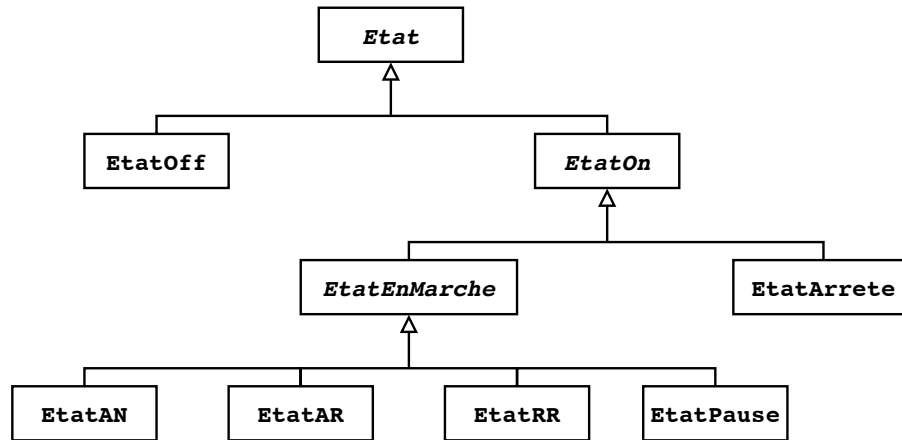 Etat
EtatOff
EtatOn
EtatEnMarche
EtatArrete
EtatAN
EtatAR
EtatRR
EtatPause